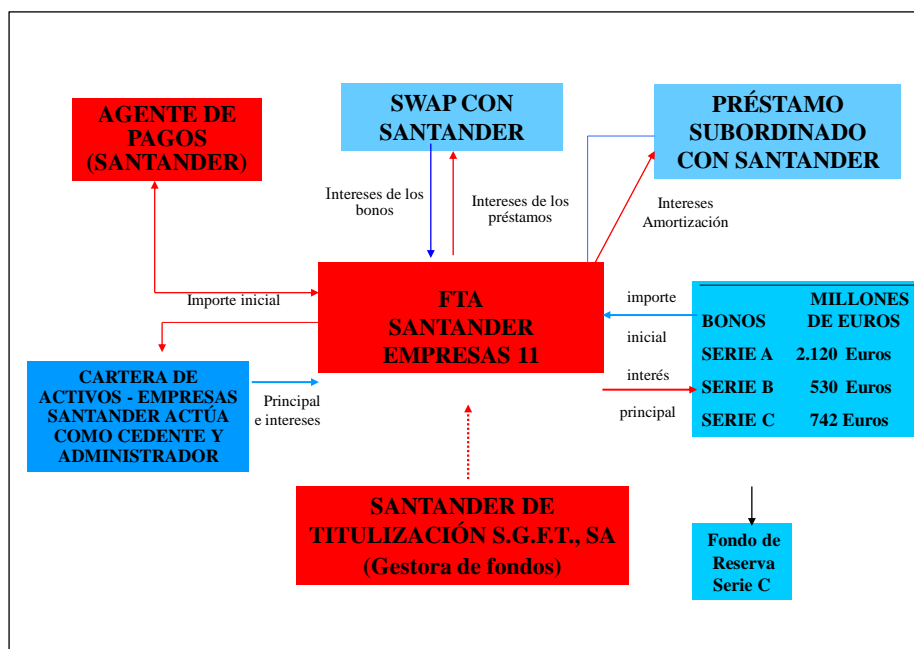 AGENTE DE
PAGOS
(SANTANDER)
SWAP CON
SANTANDER
PRÉSTAMO
SUBORDINADO
CON SANTANDER
Intereses de los
bonos
Intereses de los
préstamos
Intereses
Amortización
Importe inicial
FTA
SANTANDER
EMPRESAS 11
importe
inicial
interés
principal
MILLONES
BONOS DE EUROS
SERIE A 2.120 Euros
SERIE B 530 Euros
SERIE C 742 Euros
CARTERA DE
ACTIVOS - EMPRESAS
SANTANDER ACTÚA
COMO CEDENTE Y
ADMINISTRADOR
Principal
e intereses
SANTANDER DE
TITULIZACIÓN S.G.F.T., SA
(Gestora de fondos)
Fondo de
Reserva
Serie C